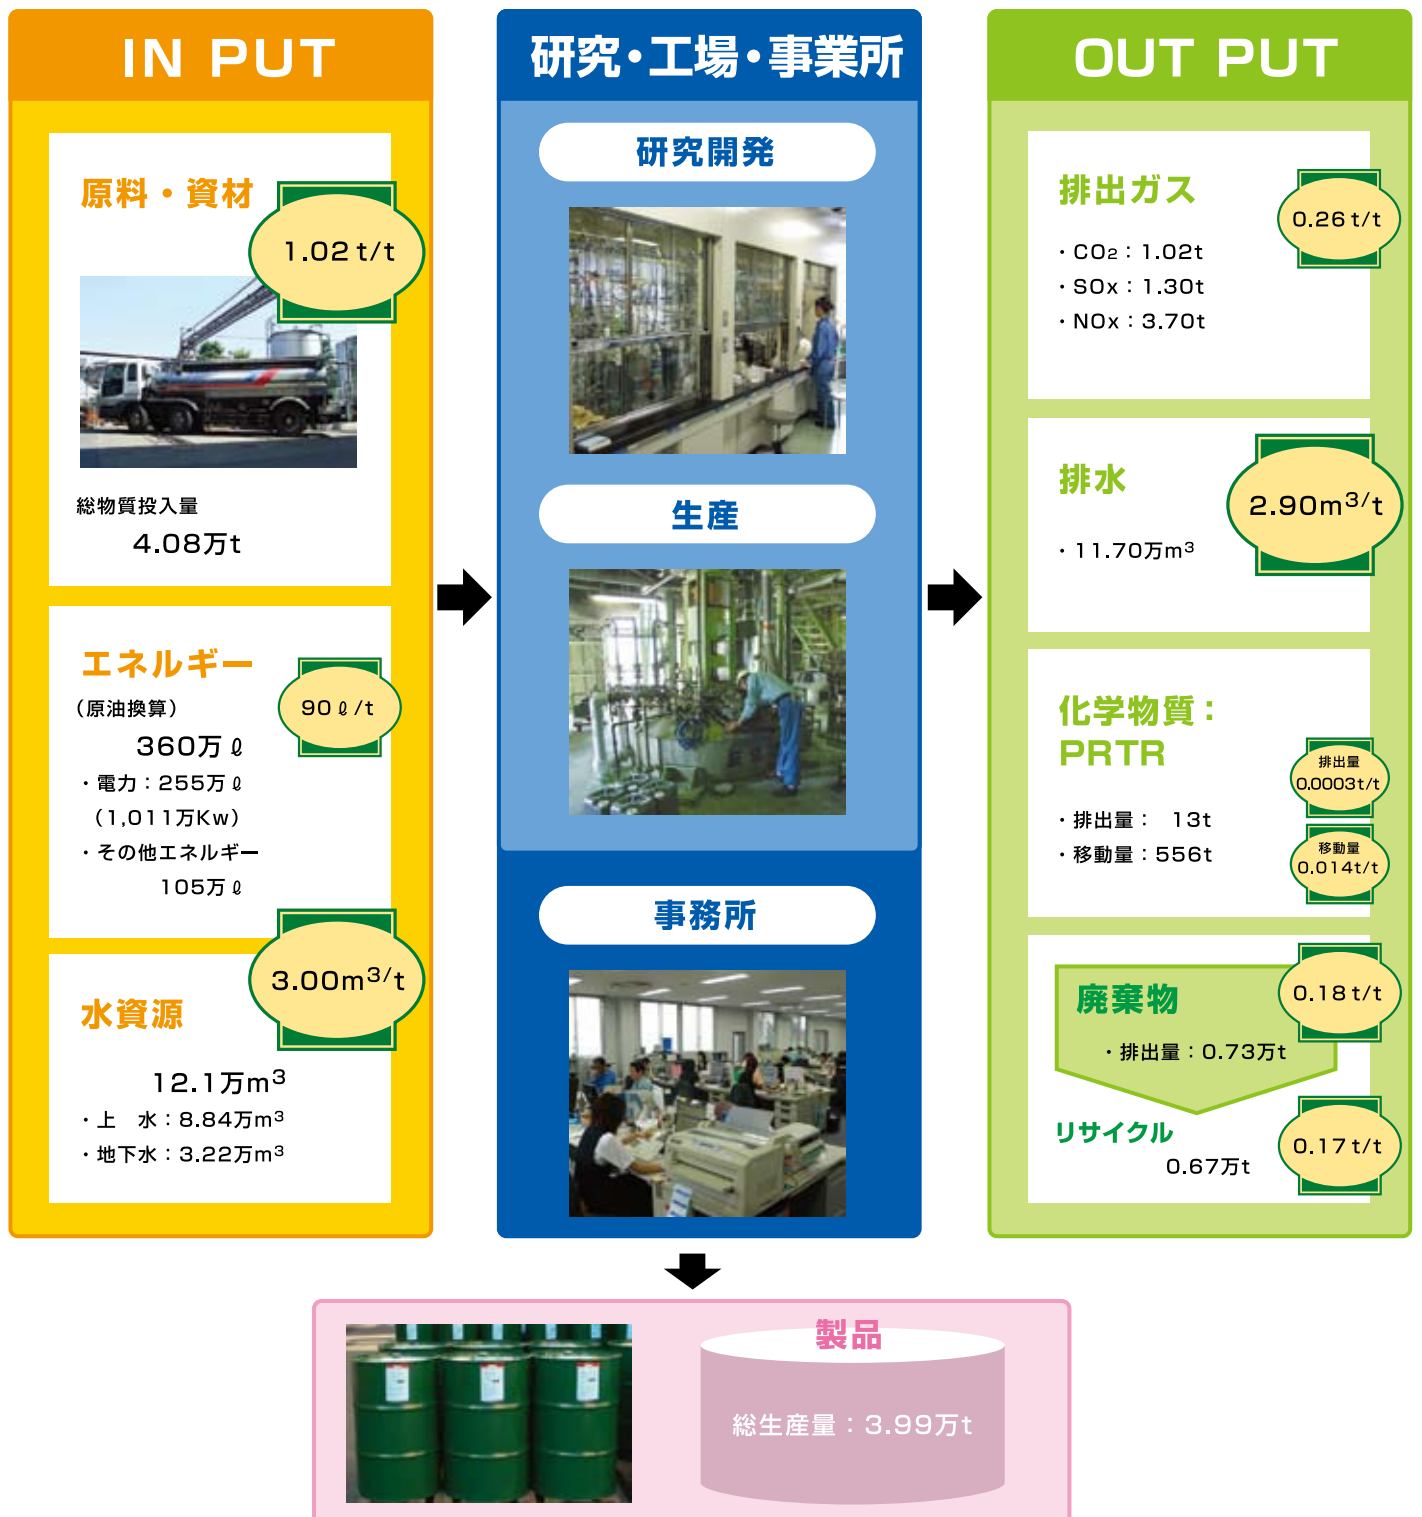 IN PUT
原料・資材
1.02t/t
総物質投入量
4.08万t
エネルギー
（原油換算）
90ℓ/t
360万ℓ
・電力：255万ℓ
（1,011万Kw）
・その他エネルギー
105万ℓ
水資源
3.00m³/t
12.1万m³
・上　水：8.84万m³
・地下水：3.22万m³
研究・工場・事業所
研究開発
生産
事務所
OUT PUT
排出ガス
0.26t/t
・CO₂：1.02t
・SOx：1.30t
・NOx：3.70t
排水
2.90m³/t
・11.70万m³
化学物質：
PRTR
排出量
0.0003t/t
・排出量：　13t
・移動量：556t
移動量
0.014t/t
廃棄物
0.18t/t
・排出量：0.73万t
リサイクル
0.67万t
0.17t/t
製品
総生産量：3.99万t